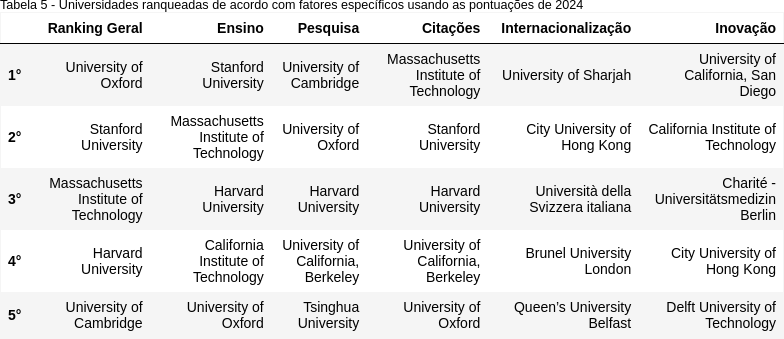 Tabela 5 - Universidades ranqueadas de acordo com fatores específicos usando as pontuações de 2024
Ranking Geral Ensino Pesquisa Citações Internacionalização Inovação
1° University of Oxford Stanford University University of Cambridge Massachusetts Institute of Technology University of Sharjah University of California, San Diego
2° Stanford University Massachusetts Institute of Technology University of Oxford Stanford University City University of Hong Kong California Institute of Technology
3° Massachusetts Institute of Technology Harvard University Harvard University Harvard University Università della Svizzera italiana Charité - Universitätsmedizin Berlin
4° Harvard University California Institute of Technology University of California, Berkeley University of California, Berkeley Brunel University London City University of Hong Kong
5° University of Cambridge University of Oxford Tsinghua University University of Oxford Queen’s University Belfast Delft University of Technology